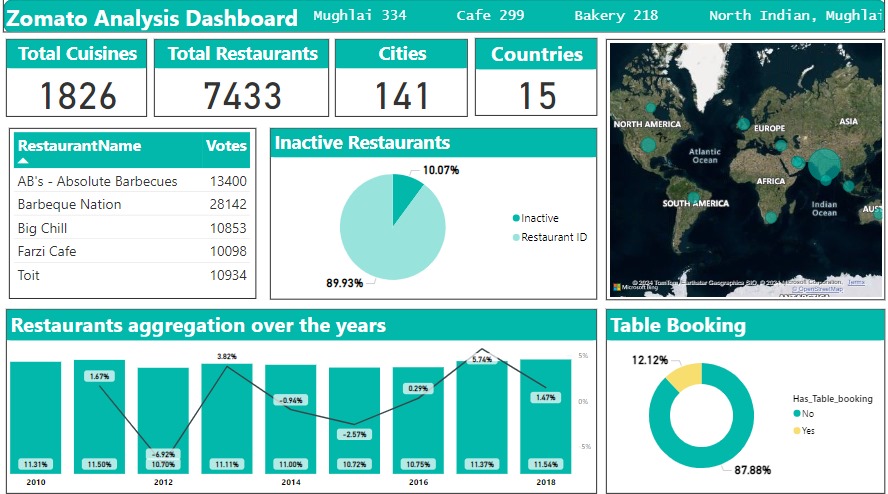 Zomato Analysis Dashboard
Mughlai 334 Cafe 299 Bakery 218 North Indian, Mughlai
Total Cuisines
1826
Total Restaurants
7433
Cities
141
Countries
15
RestaurantName Votes
AB's - Absolute Barbecues 13400
Barbeque Nation 28142
Big Chill 10853
Farzi Cafe 10098
Toit 10934
Inactive Restaurants
10.07%
89.93%
Inactive
Restaurant ID
NORTH AMERICA
EUROPE
ASIA
Atlantic
Ocean
AFRICA
SOUTH AMERICA
Indian
Ocean
AUST
Microsoft Bing
© 2024 TomTom, Earthstar Geographics SIO, © 2024 Microsoft Corporation, Terms
© OpenStreetMap
Restaurants aggregation over the years
1.67%
-6.92%
3.82%
-0.94%
-2.57%
0.29%
5.74%
1.47%
5%
0%
11.31% 11.50% 10.70% 11.11% 11.00% 10.72% 10.75% 11.37% 11.54%
2010 2012 2014 2016 2018
Table Booking
12.12%
87.88%
Has_Table_booking
No
Yes